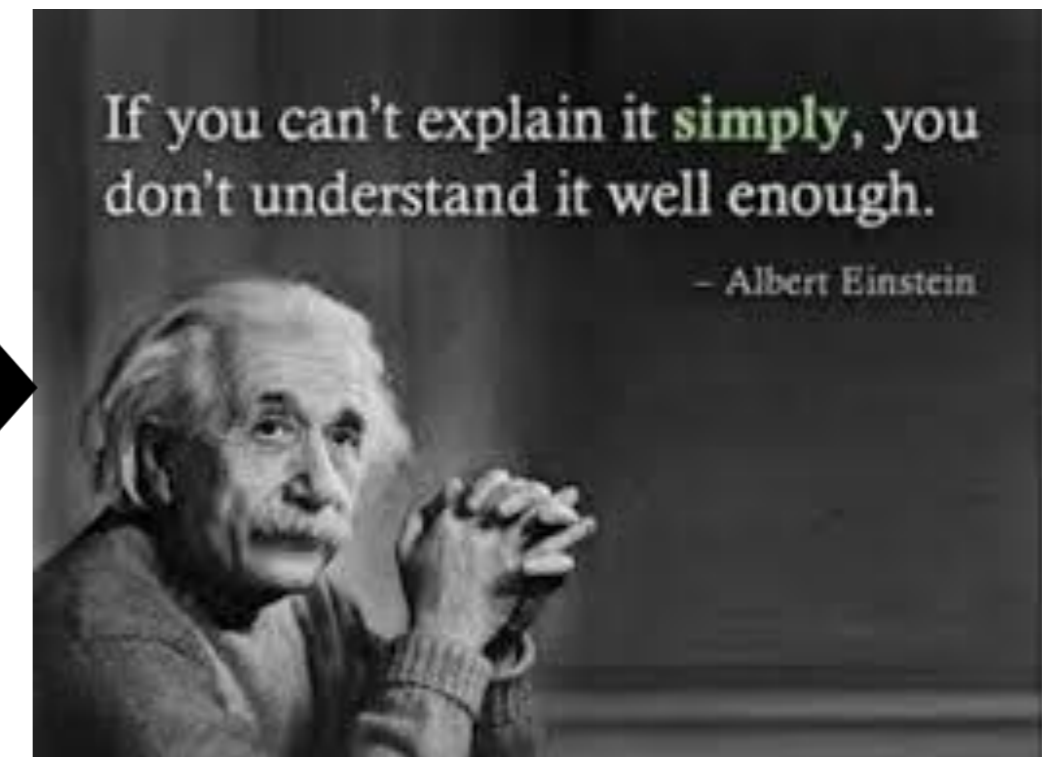 If you can't explain it simply, you
don't understand it well enough.
– Albert Einstein